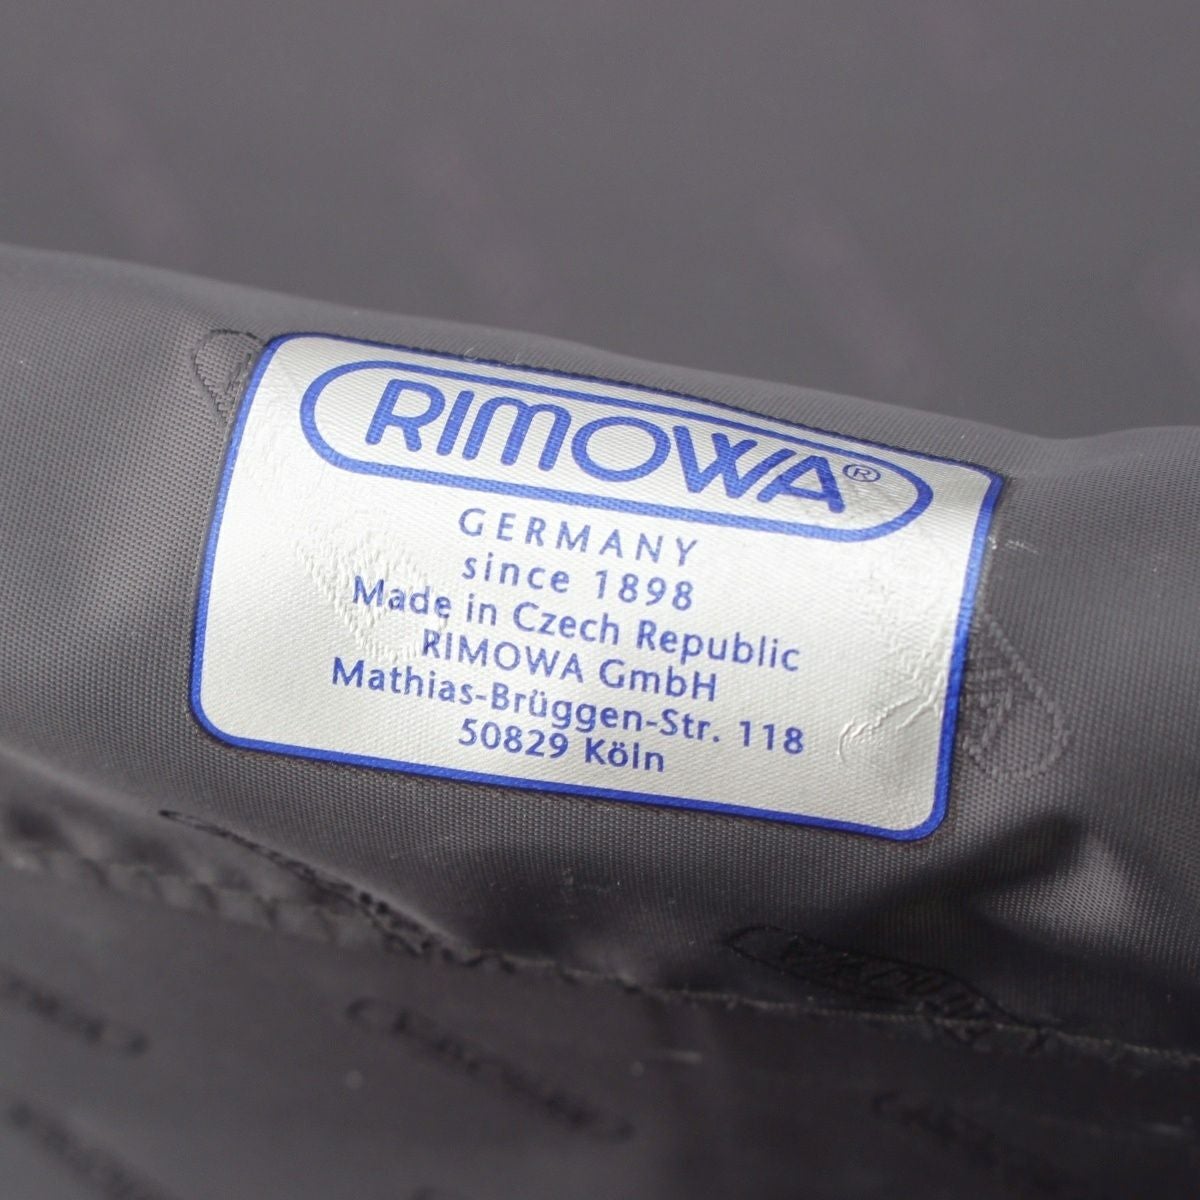 RIMOWA®
GERMANY
since 1898
Made in Czech Republic
RIMOWA GmbH
Mathias-Brüggen-Str. 118
50829 Köln